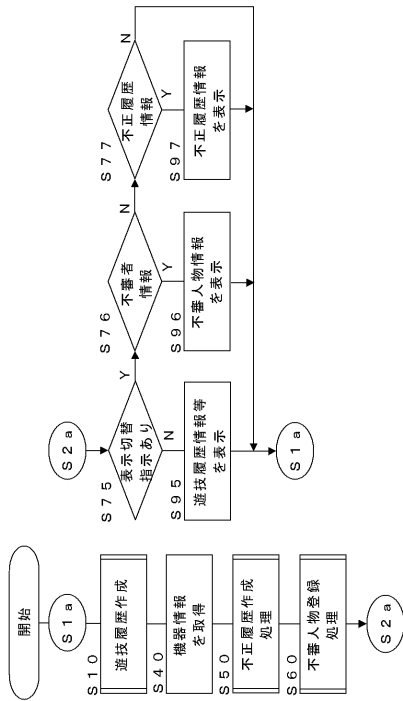 開始
S1a
S10
遊技履歴作成
S40
機器情報
を取得
S50
不正履歴作成
処理
S60
不審人物登録
処理
S2a
S2a
S75
表示切替
指示あり
Y
N
S95
遊技履歴情報等
を表示
S1a
S76
不審者
情報
N
Y
S96
不審人物情報
を表示
S77
不正履歴
情報
N
Y
S97
不正履歴情報
を表示